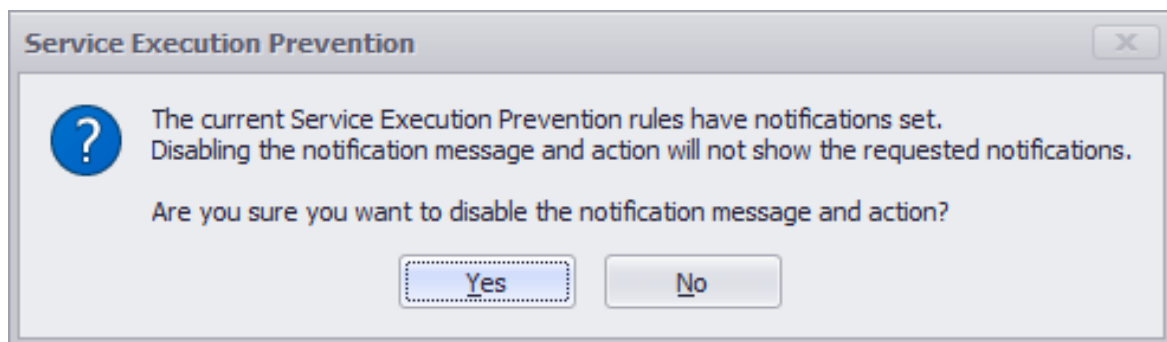 Service Execution Prevention
The current Service Execution Prevention rules have notifications set.
Disabling the notification message and action will not show the requested notifications.
Are you sure you want to disable the notification message and action?
Yes
No